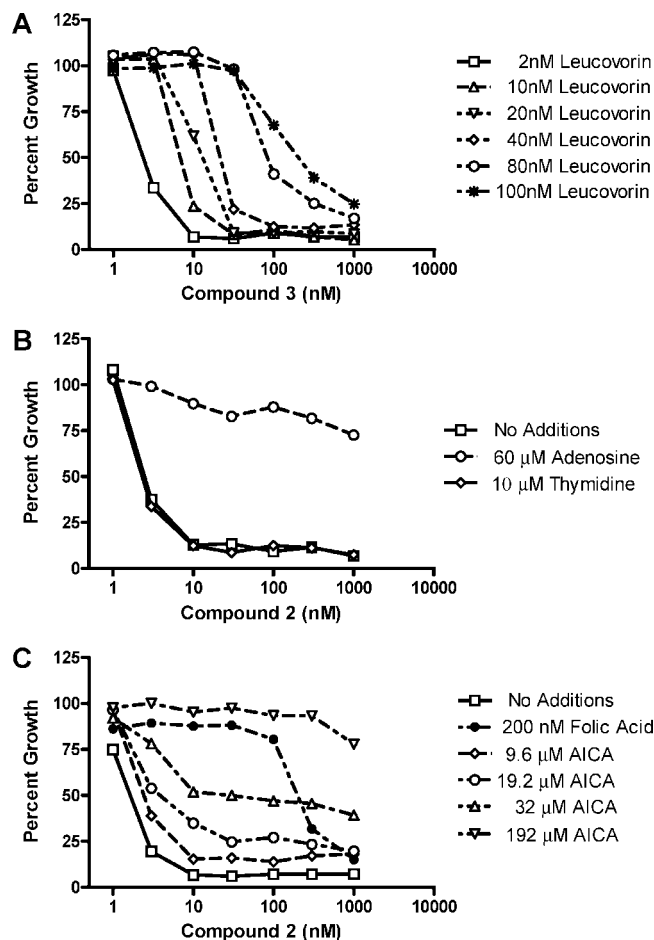 A
125
100
75
50
25
0
Percent Growth
1 10 100 1000 10000
Compound 3 (nM)
2nM Leucovorin
10nM Leucovorin
20nM Leucovorin
40nM Leucovorin
80nM Leucovorin
100nM Leucovorin
B
125
100
75
50
25
0
Percent Growth
1 10 100 1000 10000
Compound 2 (nM)
No Additions
60 μM Adenosine
10 μM Thymidine
C
125
100
75
50
25
0
Percent Growth
1 10 100 1000 10000
Compound 2 (nM)
No Additions
200 nM Folic Acid
9.6 μM AICA
19.2 μM AICA
32 μM AICA
192 μM AICA